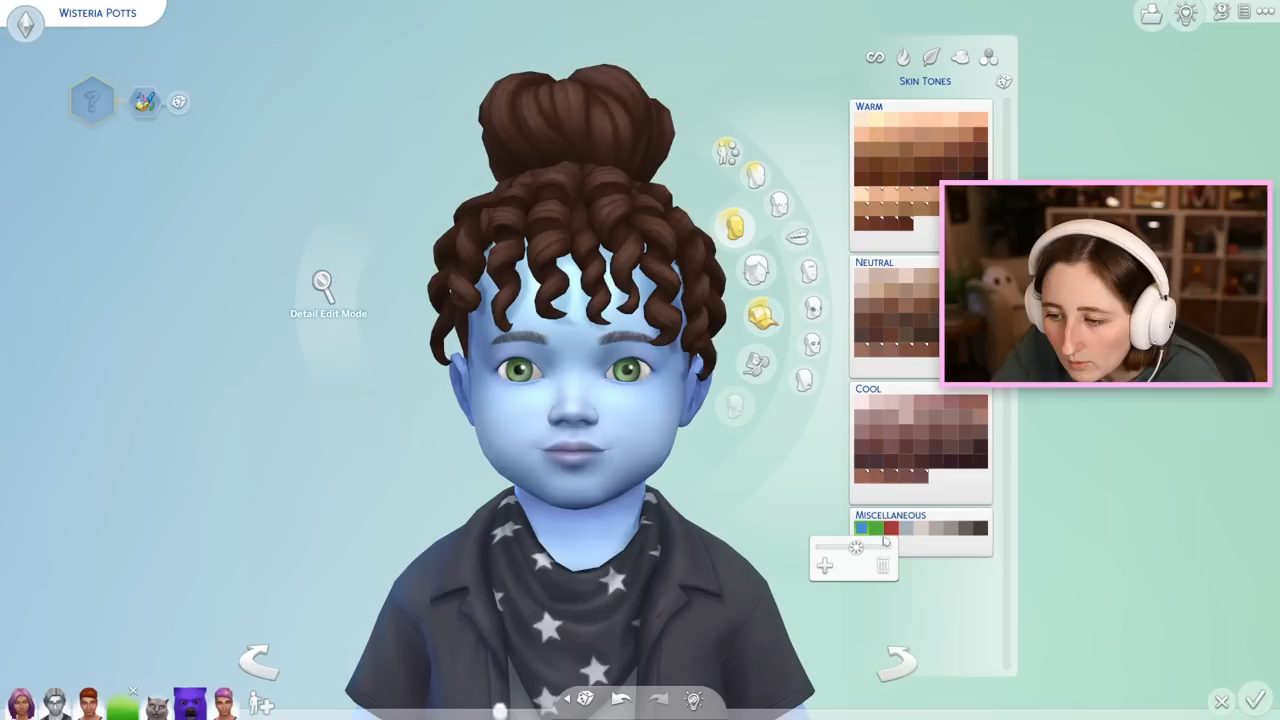 Wisteria Potts
Skin Tones
Warm
Neutral
Detail Edit Mode
Cool
Miscellaneous